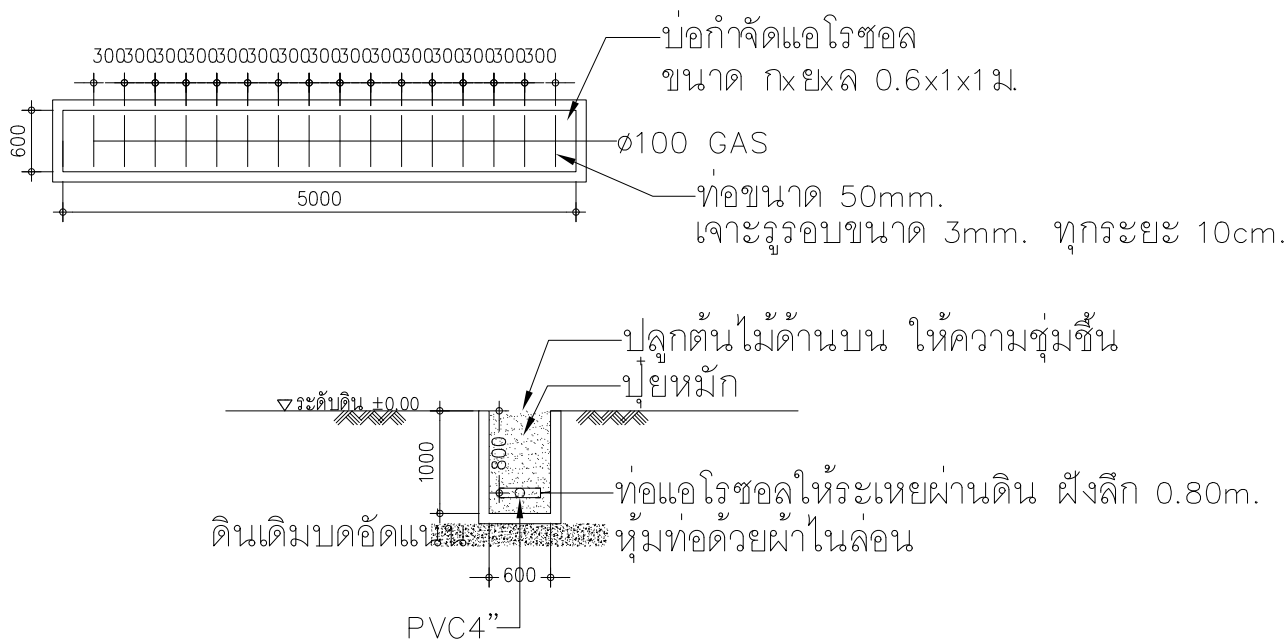 บ่อกำจัดแอโรซอล
ขนาด กxยxล 0.6x1x1ม.
300300300300300300300300300300300300300300
600
ø100 GAS
5000
ท่อขนาด 50mm.
เจาะรูรอบขนาด 3mm. ทุกระยะ 10cm.
ปลูกต้นไม้ด้านบน ให้ความชุ่มชื้น
ปุ๋ยหมัก
ระดับดิน ±0.00
1000
800
ท่อแอโรซอลให้ระเหยผ่านดิน ฝังลึก 0.80m.
หุ้มท่อด้วยผ้าไนล่อน
ดินเดิมบดอัดแน่น
600
PVC4”